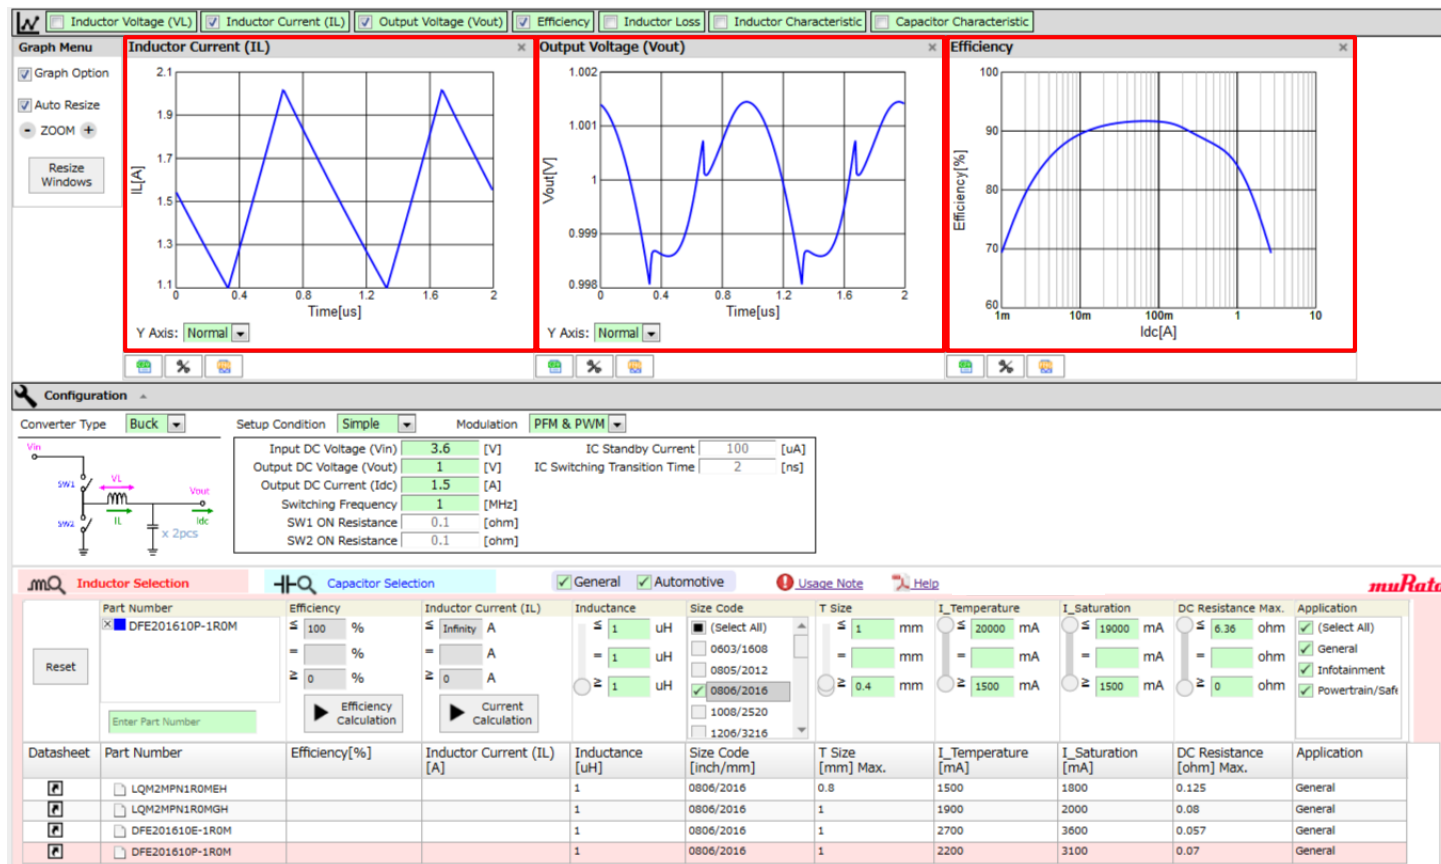 Inductor Voltage (VL) Inductor Current (IL) Output Voltage (Vout) Efficiency Inductor Loss Inductor Characteristic Capacitor Characteristic
Graph Menu
Graph Option
Auto Resize
- ZOOM +
Resize
Windows
Inductor Current (IL) ×
2.1
1.9
1.7
1.5
1.3
1.1
IL[A]
0 0.4 0.8 1.2 1.6 2
Time[us]
Y Axis: Normal
Output Voltage (Vout) ×
1.002
1.001
1
0.999
0.998
Vout[V]
0 0.4 0.8 1.2 1.6 2
Time[us]
Y Axis: Normal
Efficiency ×
100
90
80
70
60
Efficiency[%]
1m 10m 100m 1 10
Idc[A]
Configuration
Converter Type Buck Setup Condition Simple Modulation PFM & PWM
Vin
SW1
VL
IL
Vout
Idc
SW2
x 2pcs
Input DC Voltage (Vin) 3.6 [V] IC Standby Current 100 [uA]
Output DC Voltage (Vout) 1 [V] IC Switching Transition Time 2 [ns]
Output DC Current (Idc) 1.5 [A]
Switching Frequency 1 [MHz]
SW1 ON Resistance 0.1 [ohm]
SW2 ON Resistance 0.1 [ohm]
Inductor Selection Capacitor Selection General Automotive Usage Note Help muRata
Reset
Part Number
DFE201610P-1R0M
Enter Part Number
Efficiency
≤ 100 %
= %
≥ 0 %
Efficiency
Calculation
Inductor Current (IL)
≤ Infinity A
= A
≥ 0 A
Current
Calculation
Inductance
≤ 1 uH
= 1 uH
≥ 1 uH
Size Code
(Select All)
0603/1608
0805/2012
0806/2016
1008/2520
1206/3216
T Size
≤ 1 mm
= mm
≥ 0.4 mm
I_Temperature
≤ 20000 mA
= mA
≥ 1500 mA
I_Saturation
≤ 19000 mA
= mA
≥ 1500 mA
DC Resistance Max.
≤ 6.36 ohm
= ohm
≥ 0 ohm
Application
(Select All)
General
Infotainment
Powertrain/Safe
Datasheet Part Number Efficiency[%] Inductor Current (IL) Inductance Size Code T Size I_Temperature I_Saturation DC Resistance Application
[A] [uH] [inch/mm] [mm] Max. [mA] [mA] [ohm] Max.
LQM2MPN1R0MEH 1 0806/2016 0.8 1500 1800 0.125 General
LQM2MPN1R0MGH 1 0806/2016 1 1900 2000 0.08 General
DFE201610E-1R0M 1 0806/2016 1 2700 3600 0.057 General
DFE201610P-1R0M 1 0806/2016 1 2200 3100 0.07 General